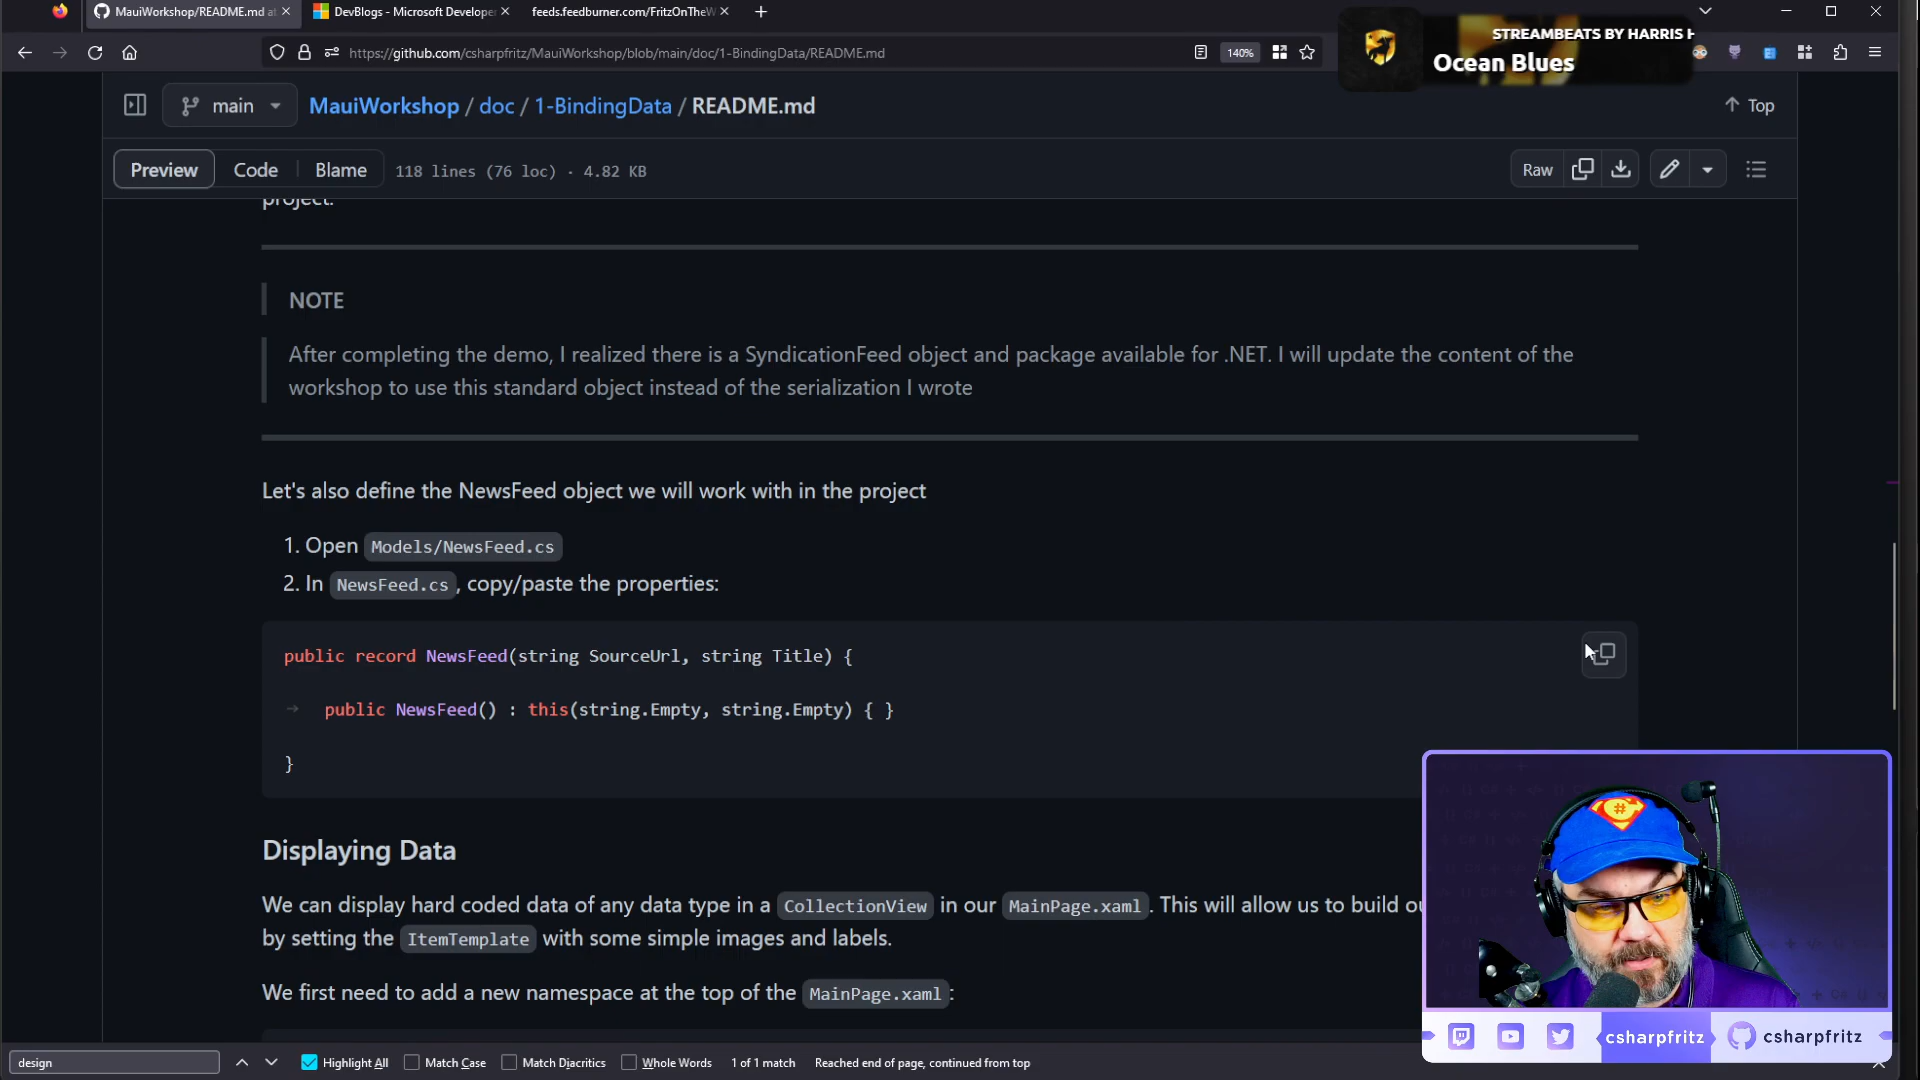 MauiWorkshop/README.md at
DevBlogs - Microsoft Develope
feeds.feedburner.com/FritzOnTheW
https://github.com/csharpfritz/MauiWorkshop/blob/main/doc/1-BindingData/README.md
140%
STREAMBEATS BY HARRIS H
Ocean Blues
main
MauiWorkshop / doc / 1-BindingData / README.md
Top
Preview
Code
Blame
118 lines (76 loc) · 4.82 KB
Raw
project.
NOTE
After completing the demo, I realized there is a SyndicationFeed object and package available for .NET. I will update the content of the
workshop to use this standard object instead of the serialization I wrote
Let's also define the NewsFeed object we will work with in the project
1. Open Models/NewsFeed.cs
2. In NewsFeed.cs , copy/paste the properties:
public record NewsFeed(string SourceUrl, string Title) {
→ public NewsFeed() : this(string.Empty, string.Empty) { }
}
Displaying Data
We can display hard coded data of any data type in a CollectionView in our MainPage.xaml . This will allow us to build ou
by setting the ItemTemplate with some simple images and labels.
We first need to add a new namespace at the top of the MainPage.xaml :
#
csharpfritz
csharpfritz
design
Highlight All
Match Case
Match Diacritics
Whole Words
1 of 1 match
Reached end of page, continued from top